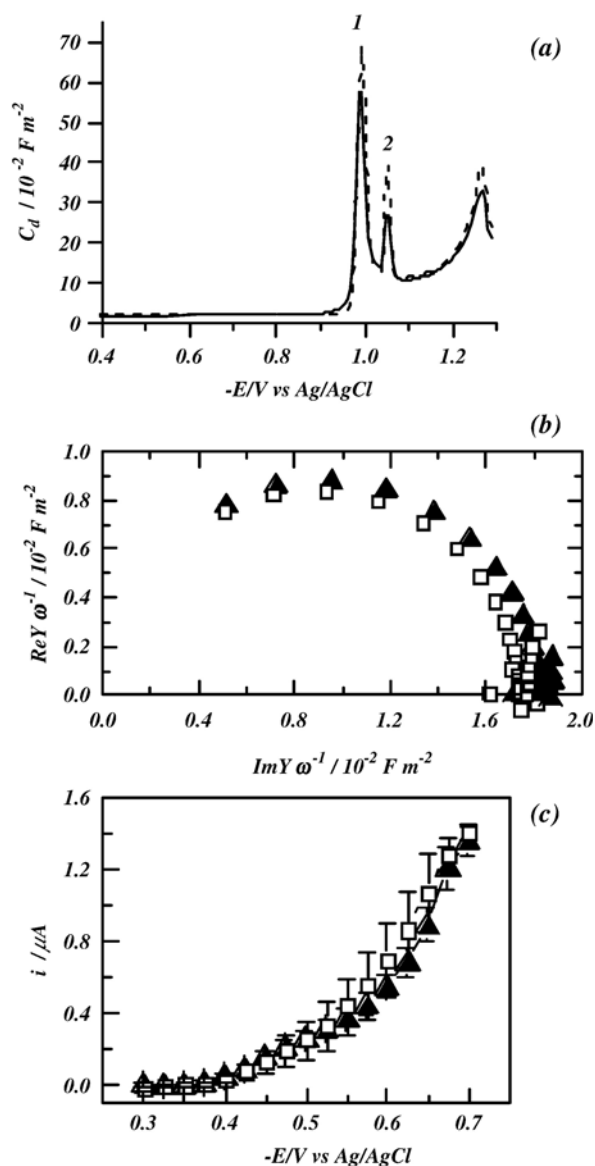 1
(a)
70
60
2
50
40
30
20
10
0
C_d / 10⁻² F m⁻²
0.4 0.6 0.8 1.0 1.2
-E/V vs Ag/AgCl
(b)
1.0
0.8
0.6
0.4
0.2
0.0
ReY ω⁻¹ / 10⁻² F m⁻²
0.0 0.4 0.8 1.2 1.6 2.0
ImY ω⁻¹ / 10⁻² F m⁻²
1.6
(c)
1.2
0.8
0.4
0.0
i /μA
0.3 0.4 0.5 0.6 0.7
-E/V vs Ag/AgCl